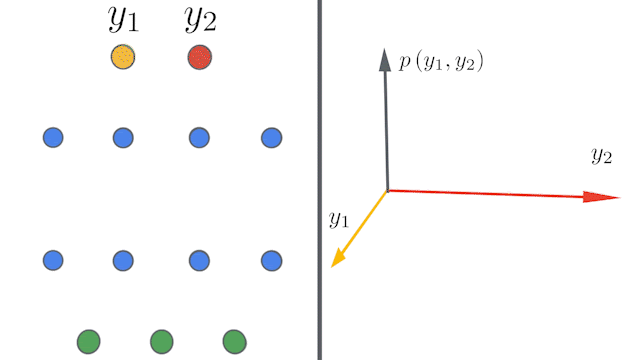 y₁ y₂
p (y₁, y₂)
y₂
y₁